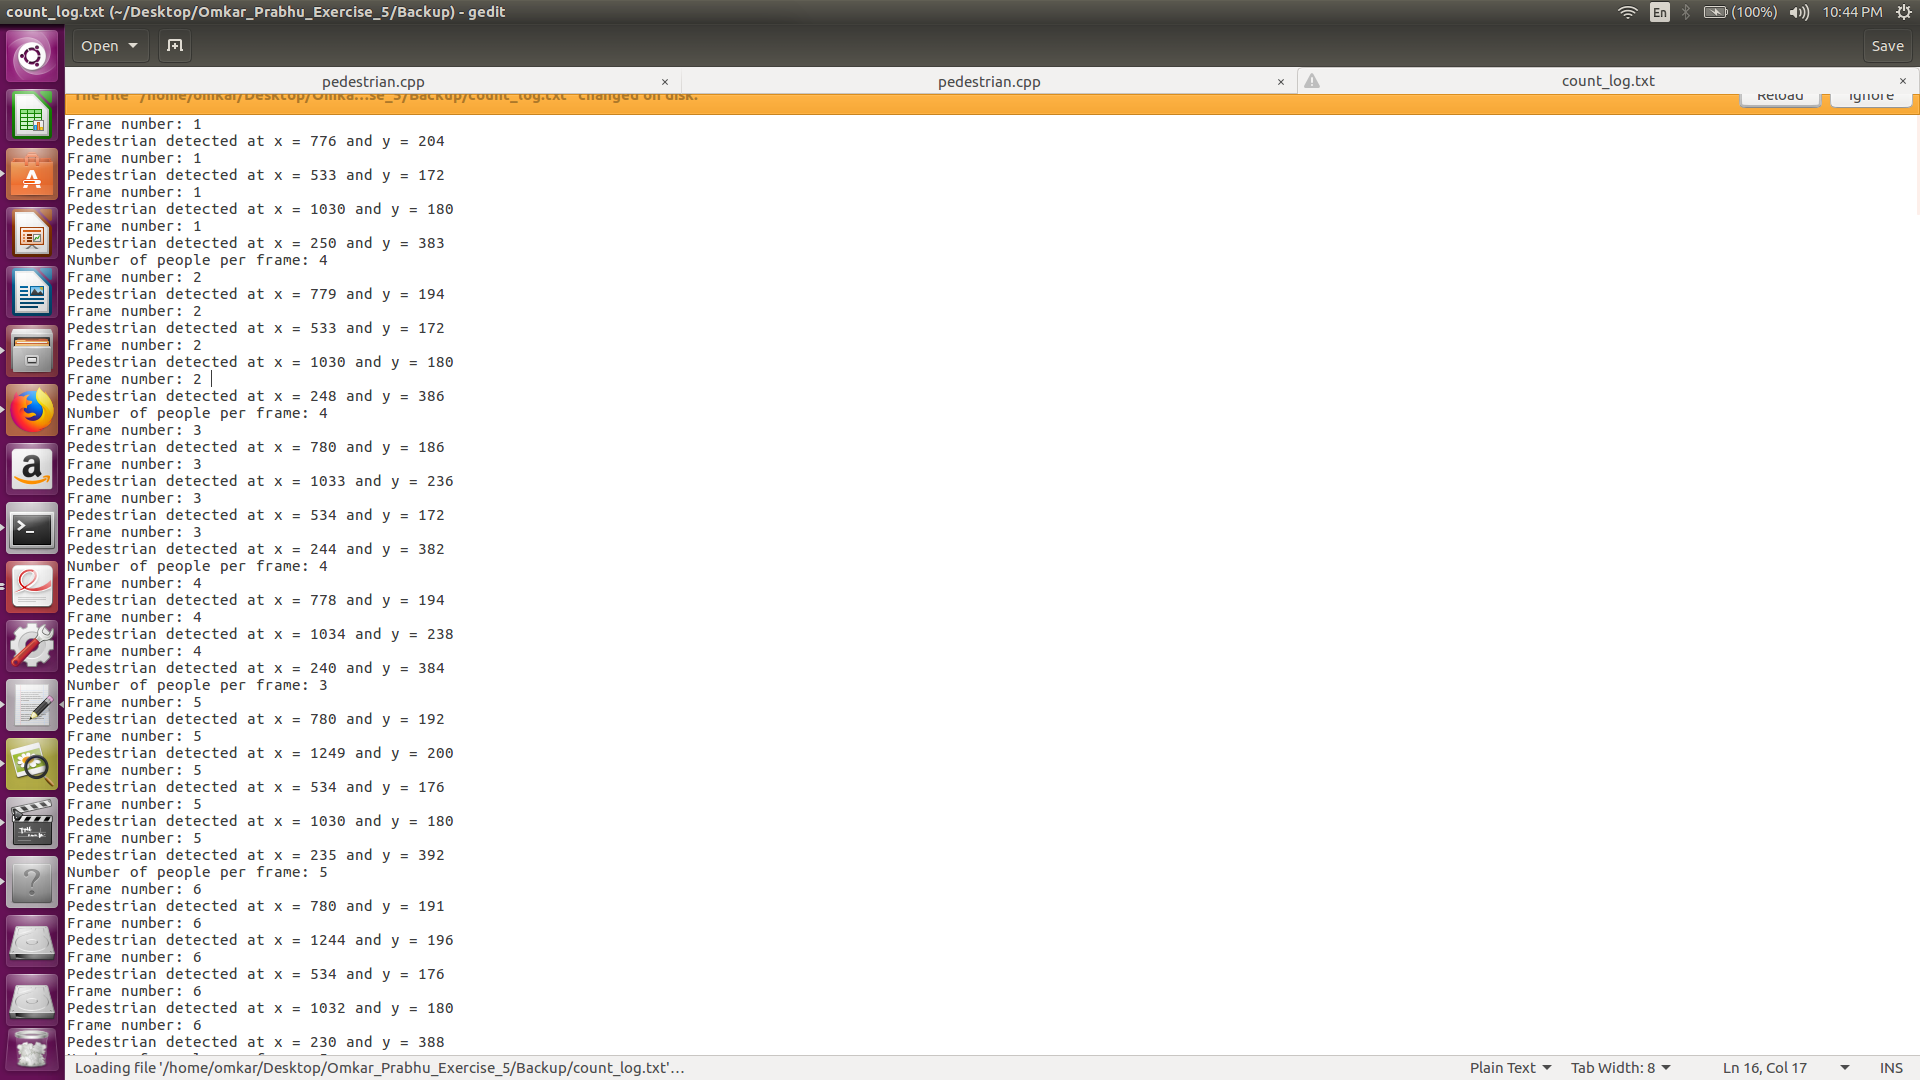 count_log.txt (~/Desktop/Omkar_Prabhu_Exercise_5/Backup) - gedit
En (100%) 10:44 PM
Open Save
pedestrian.cpp × pedestrian.cpp × count_log.txt ×
The file "/home/omkar/Desktop/Omka…se_5/Backup/count_log.txt" changed on disk. Reload Ignore
Frame number: 1
Pedestrian detected at x = 776 and y = 204
Frame number: 1
Pedestrian detected at x = 533 and y = 172
Frame number: 1
Pedestrian detected at x = 1030 and y = 180
Frame number: 1
Pedestrian detected at x = 250 and y = 383
Number of people per frame: 4
Frame number: 2
Pedestrian detected at x = 779 and y = 194
Frame number: 2
Pedestrian detected at x = 533 and y = 172
Frame number: 2
Pedestrian detected at x = 1030 and y = 180
Frame number: 2
Pedestrian detected at x = 248 and y = 386
Number of people per frame: 4
Frame number: 3
Pedestrian detected at x = 780 and y = 186
Frame number: 3
Pedestrian detected at x = 1033 and y = 236
Frame number: 3
Pedestrian detected at x = 534 and y = 172
Frame number: 3
Pedestrian detected at x = 244 and y = 382
Number of people per frame: 4
Frame number: 4
Pedestrian detected at x = 778 and y = 194
Frame number: 4
Pedestrian detected at x = 1034 and y = 238
Frame number: 4
Pedestrian detected at x = 240 and y = 384
Number of people per frame: 3
Frame number: 5
Pedestrian detected at x = 780 and y = 192
Frame number: 5
Pedestrian detected at x = 1249 and y = 200
Frame number: 5
Pedestrian detected at x = 534 and y = 176
Frame number: 5
Pedestrian detected at x = 1030 and y = 180
Frame number: 5
Pedestrian detected at x = 235 and y = 392
Number of people per frame: 5
Frame number: 6
Pedestrian detected at x = 780 and y = 191
Frame number: 6
Pedestrian detected at x = 1244 and y = 196
Frame number: 6
Pedestrian detected at x = 534 and y = 176
Frame number: 6
Pedestrian detected at x = 1032 and y = 180
Frame number: 6
Pedestrian detected at x = 230 and y = 388
Loading file '/home/omkar/Desktop/Omkar_Prabhu_Exercise_5/Backup/count_log.txt'… Plain Text Tab Width: 8 Ln 16, Col 17 INS